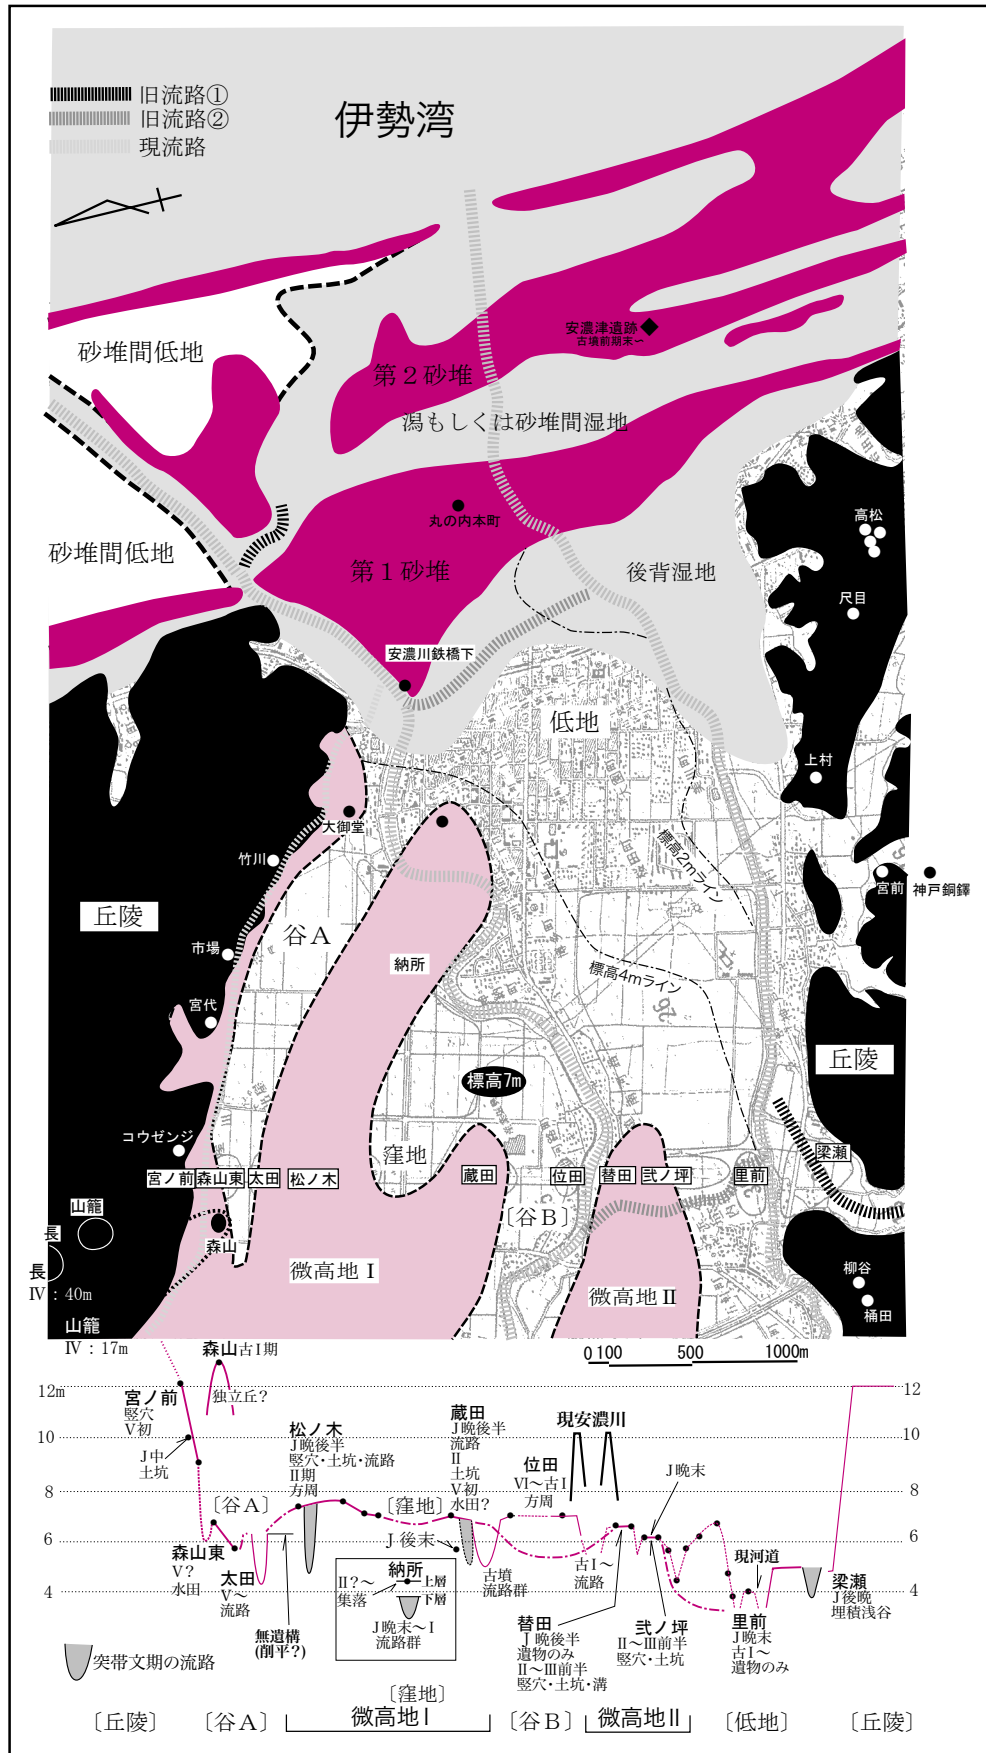 旧流路①
旧流路②
現流路
伊勢湾
砂堆間低地
安濃津遺跡
古墳前期末〜
第２砂堆
潟もしくは砂堆間湿地
丸の内本町
高松
砂堆間低地
第１砂堆
後背湿地
尺目
安濃川鉄橋下
低地
上村
大御堂
標高2mライン
竹川
宮前
神戸銅鐸
丘陵
谷A
市場
納所
標高4mライン
宮代
丘陵
標高7m
コウゼンジ
窪地
梁瀬
宮ノ前
森山東
太田
松ノ木
蔵田
位田
替田
弐ノ坪
里前
山籠
〔谷B〕
長
森山
長
微高地Ⅰ
微高地Ⅱ
柳谷
桶田
Ⅳ：40m
山籠
Ⅳ：17m
森山古Ⅰ期
0 100 500 1000m
12m
12
独立丘？
宮ノ前
竪穴
Ⅴ初
松ノ木
J晩後半
竪穴・土坑・流路
Ⅱ期
方周
蔵田
J晩後半
流路
Ⅱ
土坑
Ⅴ初
水田？
現安濃川
10
10
J中
土坑
位田
Ⅵ〜古Ⅰ
方周
J晩末
8
8
〔谷A〕
〔窪地〕
6
6
J後末
森山東
Ⅴ？
水田
太田
Ⅴ〜
流路
無遺構
(削平？)
納所
Ⅱ？〜
集落
上層
下層
J晩末〜Ⅰ
流路群
古墳
流路群
古Ⅰ〜
流路
現河道
4
4
梁瀬
J後晩
埋積浅谷
替田
J晩後半
遺物のみ
Ⅱ〜Ⅲ前半
竪穴・土坑・溝
弐ノ坪
Ⅱ〜Ⅲ前半
竪穴・土坑
里前
J晩末
古Ⅰ〜
遺物のみ
突帯文期の流路
〔窪地〕
〔丘陵〕
〔谷A〕
微高地Ⅰ
〔谷B〕
微高地Ⅱ
〔低地〕
〔丘陵〕